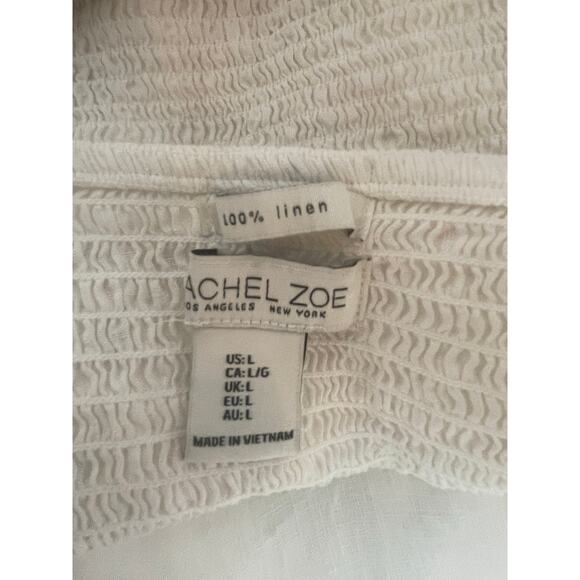 100% linen
ACHEL ZOE
OS ANGELES NEW YORK
US: L
CA: L/G
UK: L
EU: L
AU: L
MADE IN VIETNAM